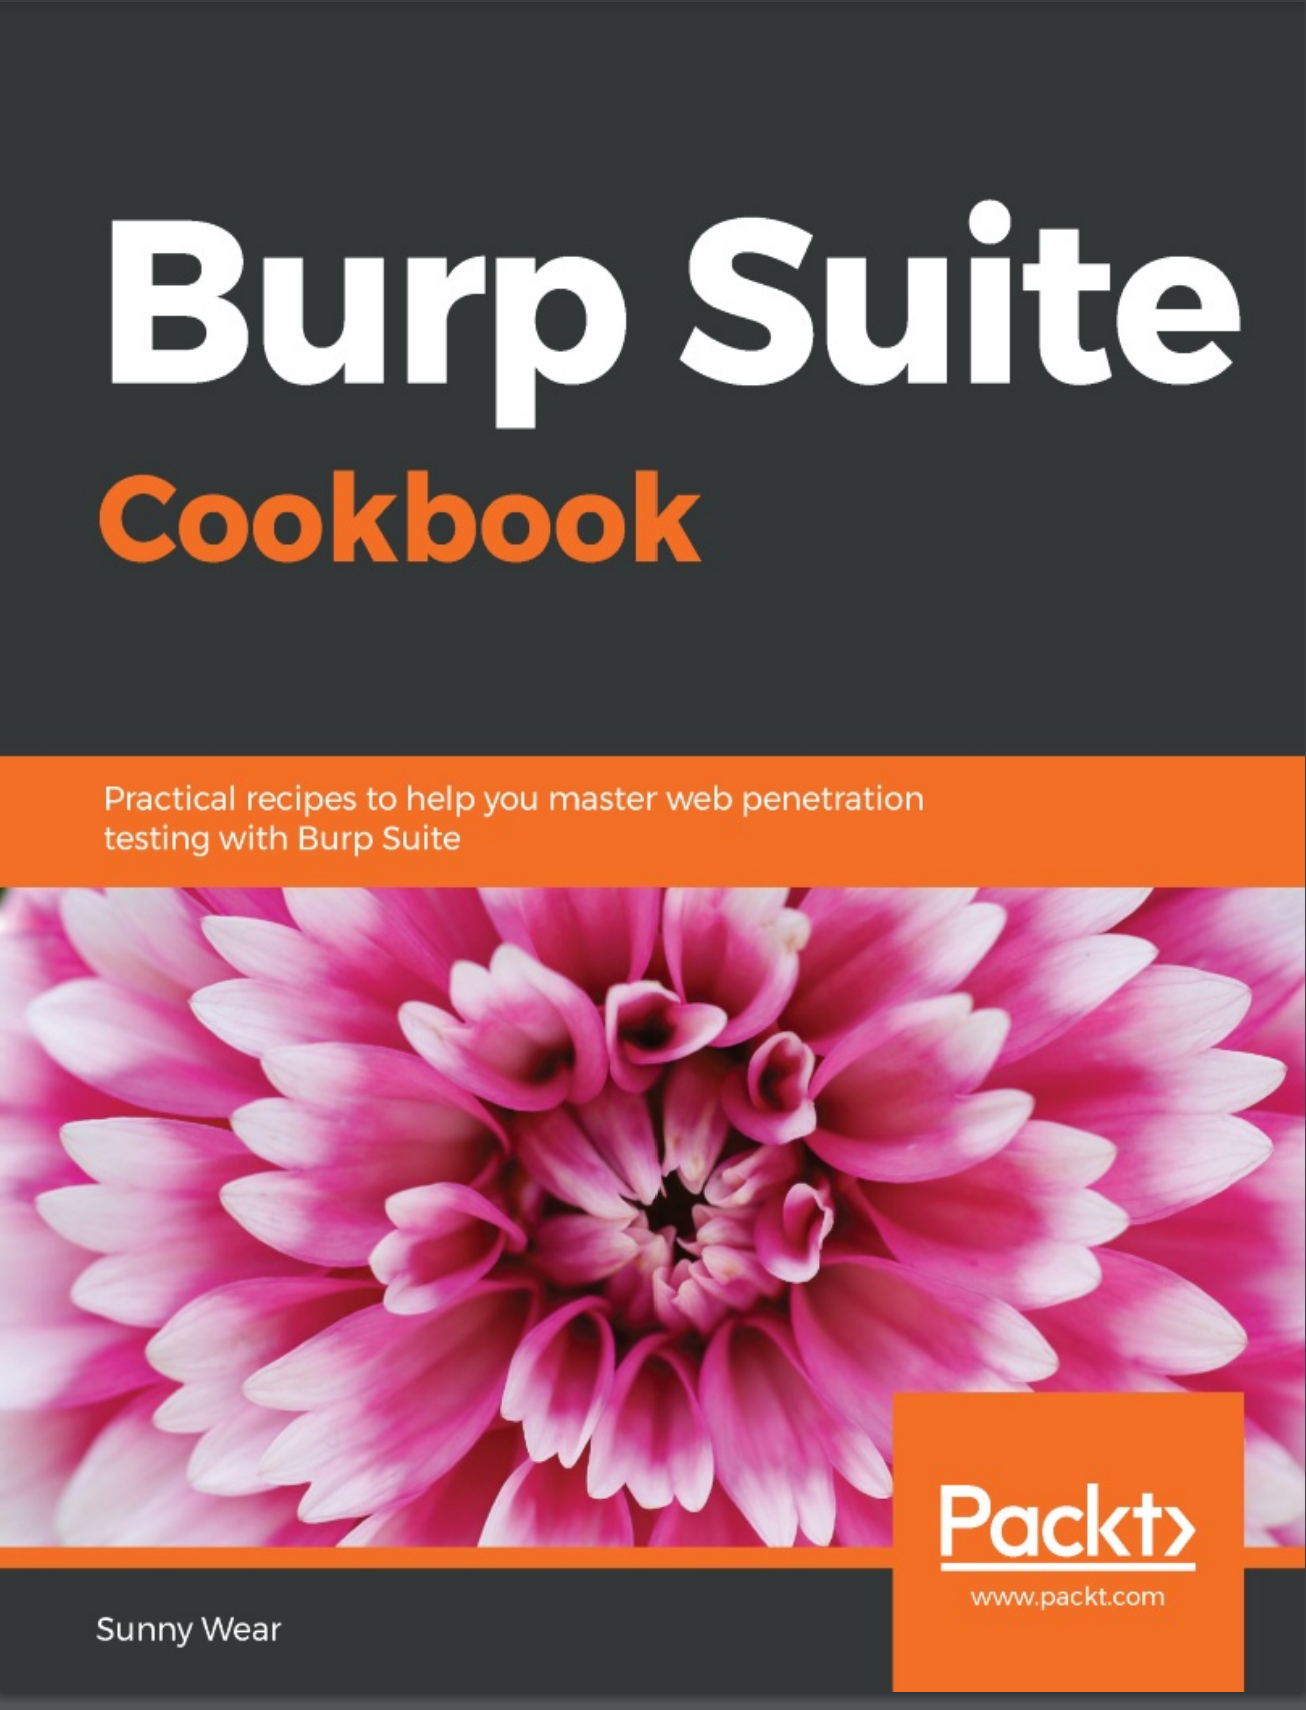 Burp Suite
Cookbook
Practical recipes to help you master web penetration
testing with Burp Suite
Packt>
www.packt.com
Sunny Wear